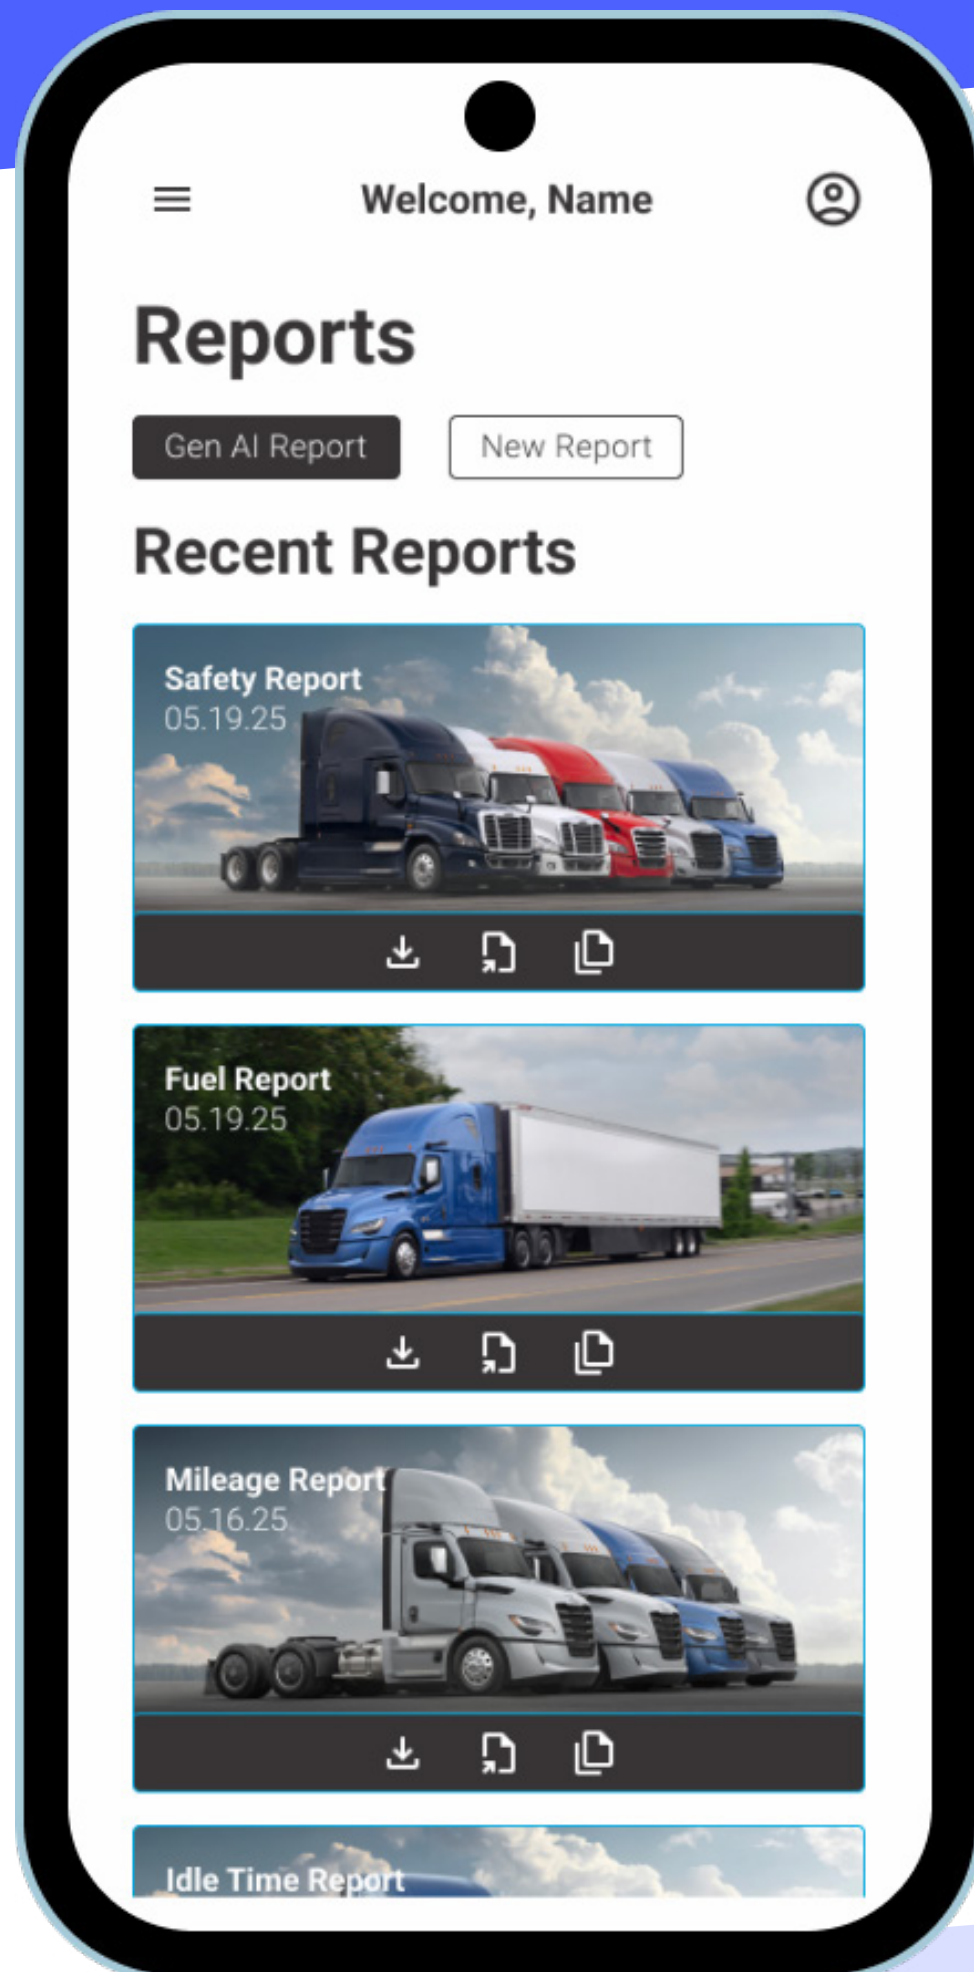 Welcome, Name
Reports
Gen AI Report
New Report
Recent Reports
Safety Report
05.19.25
Fuel Report
05.19.25
Mileage Report
05.16.25
Idle Time Report